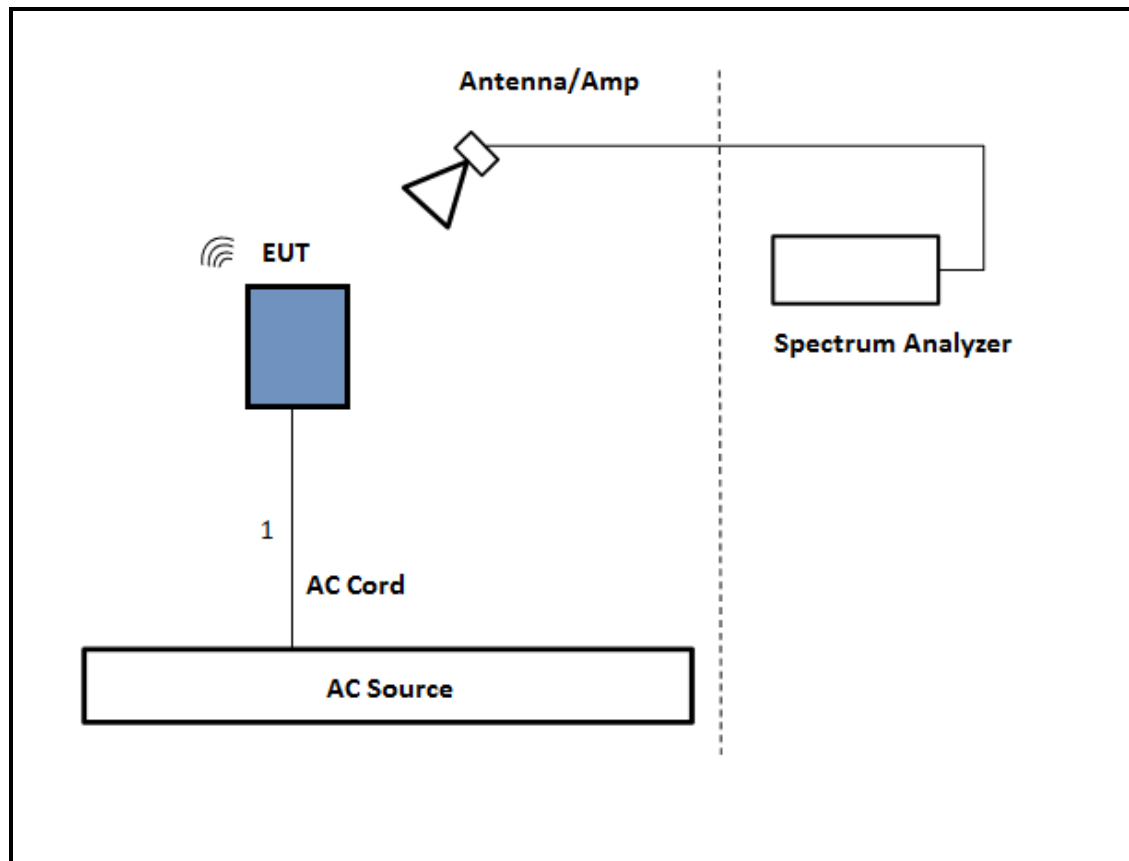 Antenna/Amp
EUT
Spectrum Analyzer
1
AC Cord
AC Source